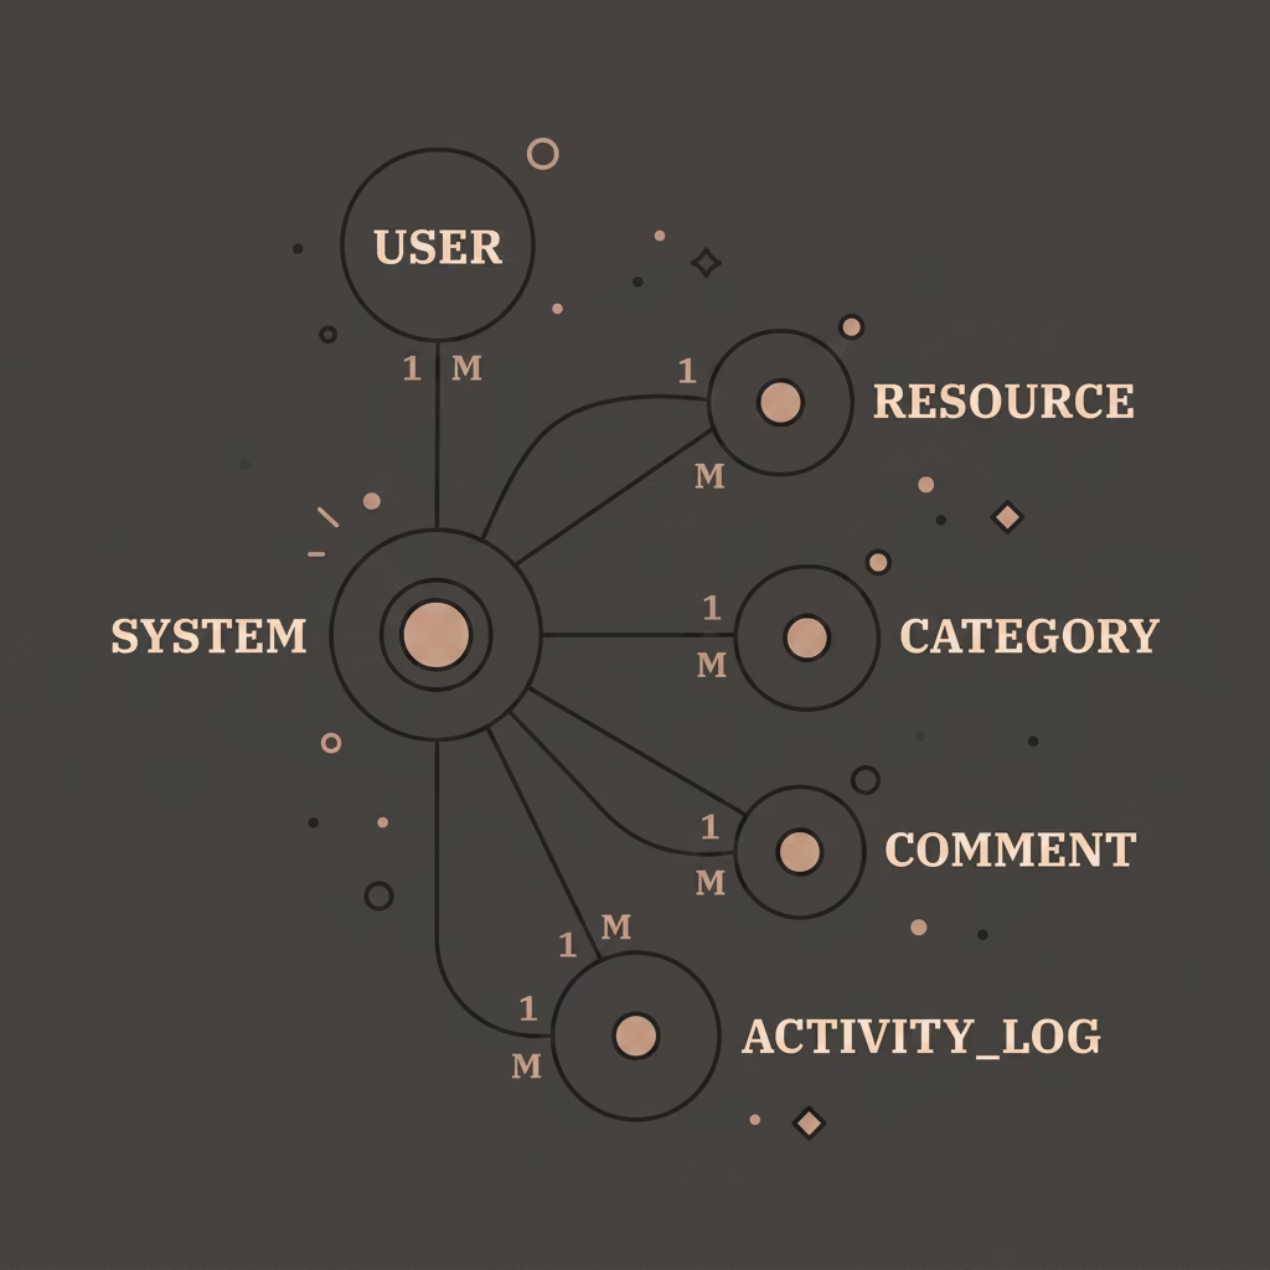 USER
1 M
1
RESOURCE
M
1
SYSTEM
CATEGORY
M
1
COMMENT
M
M
1
1
ACTIVITY_LOG
M